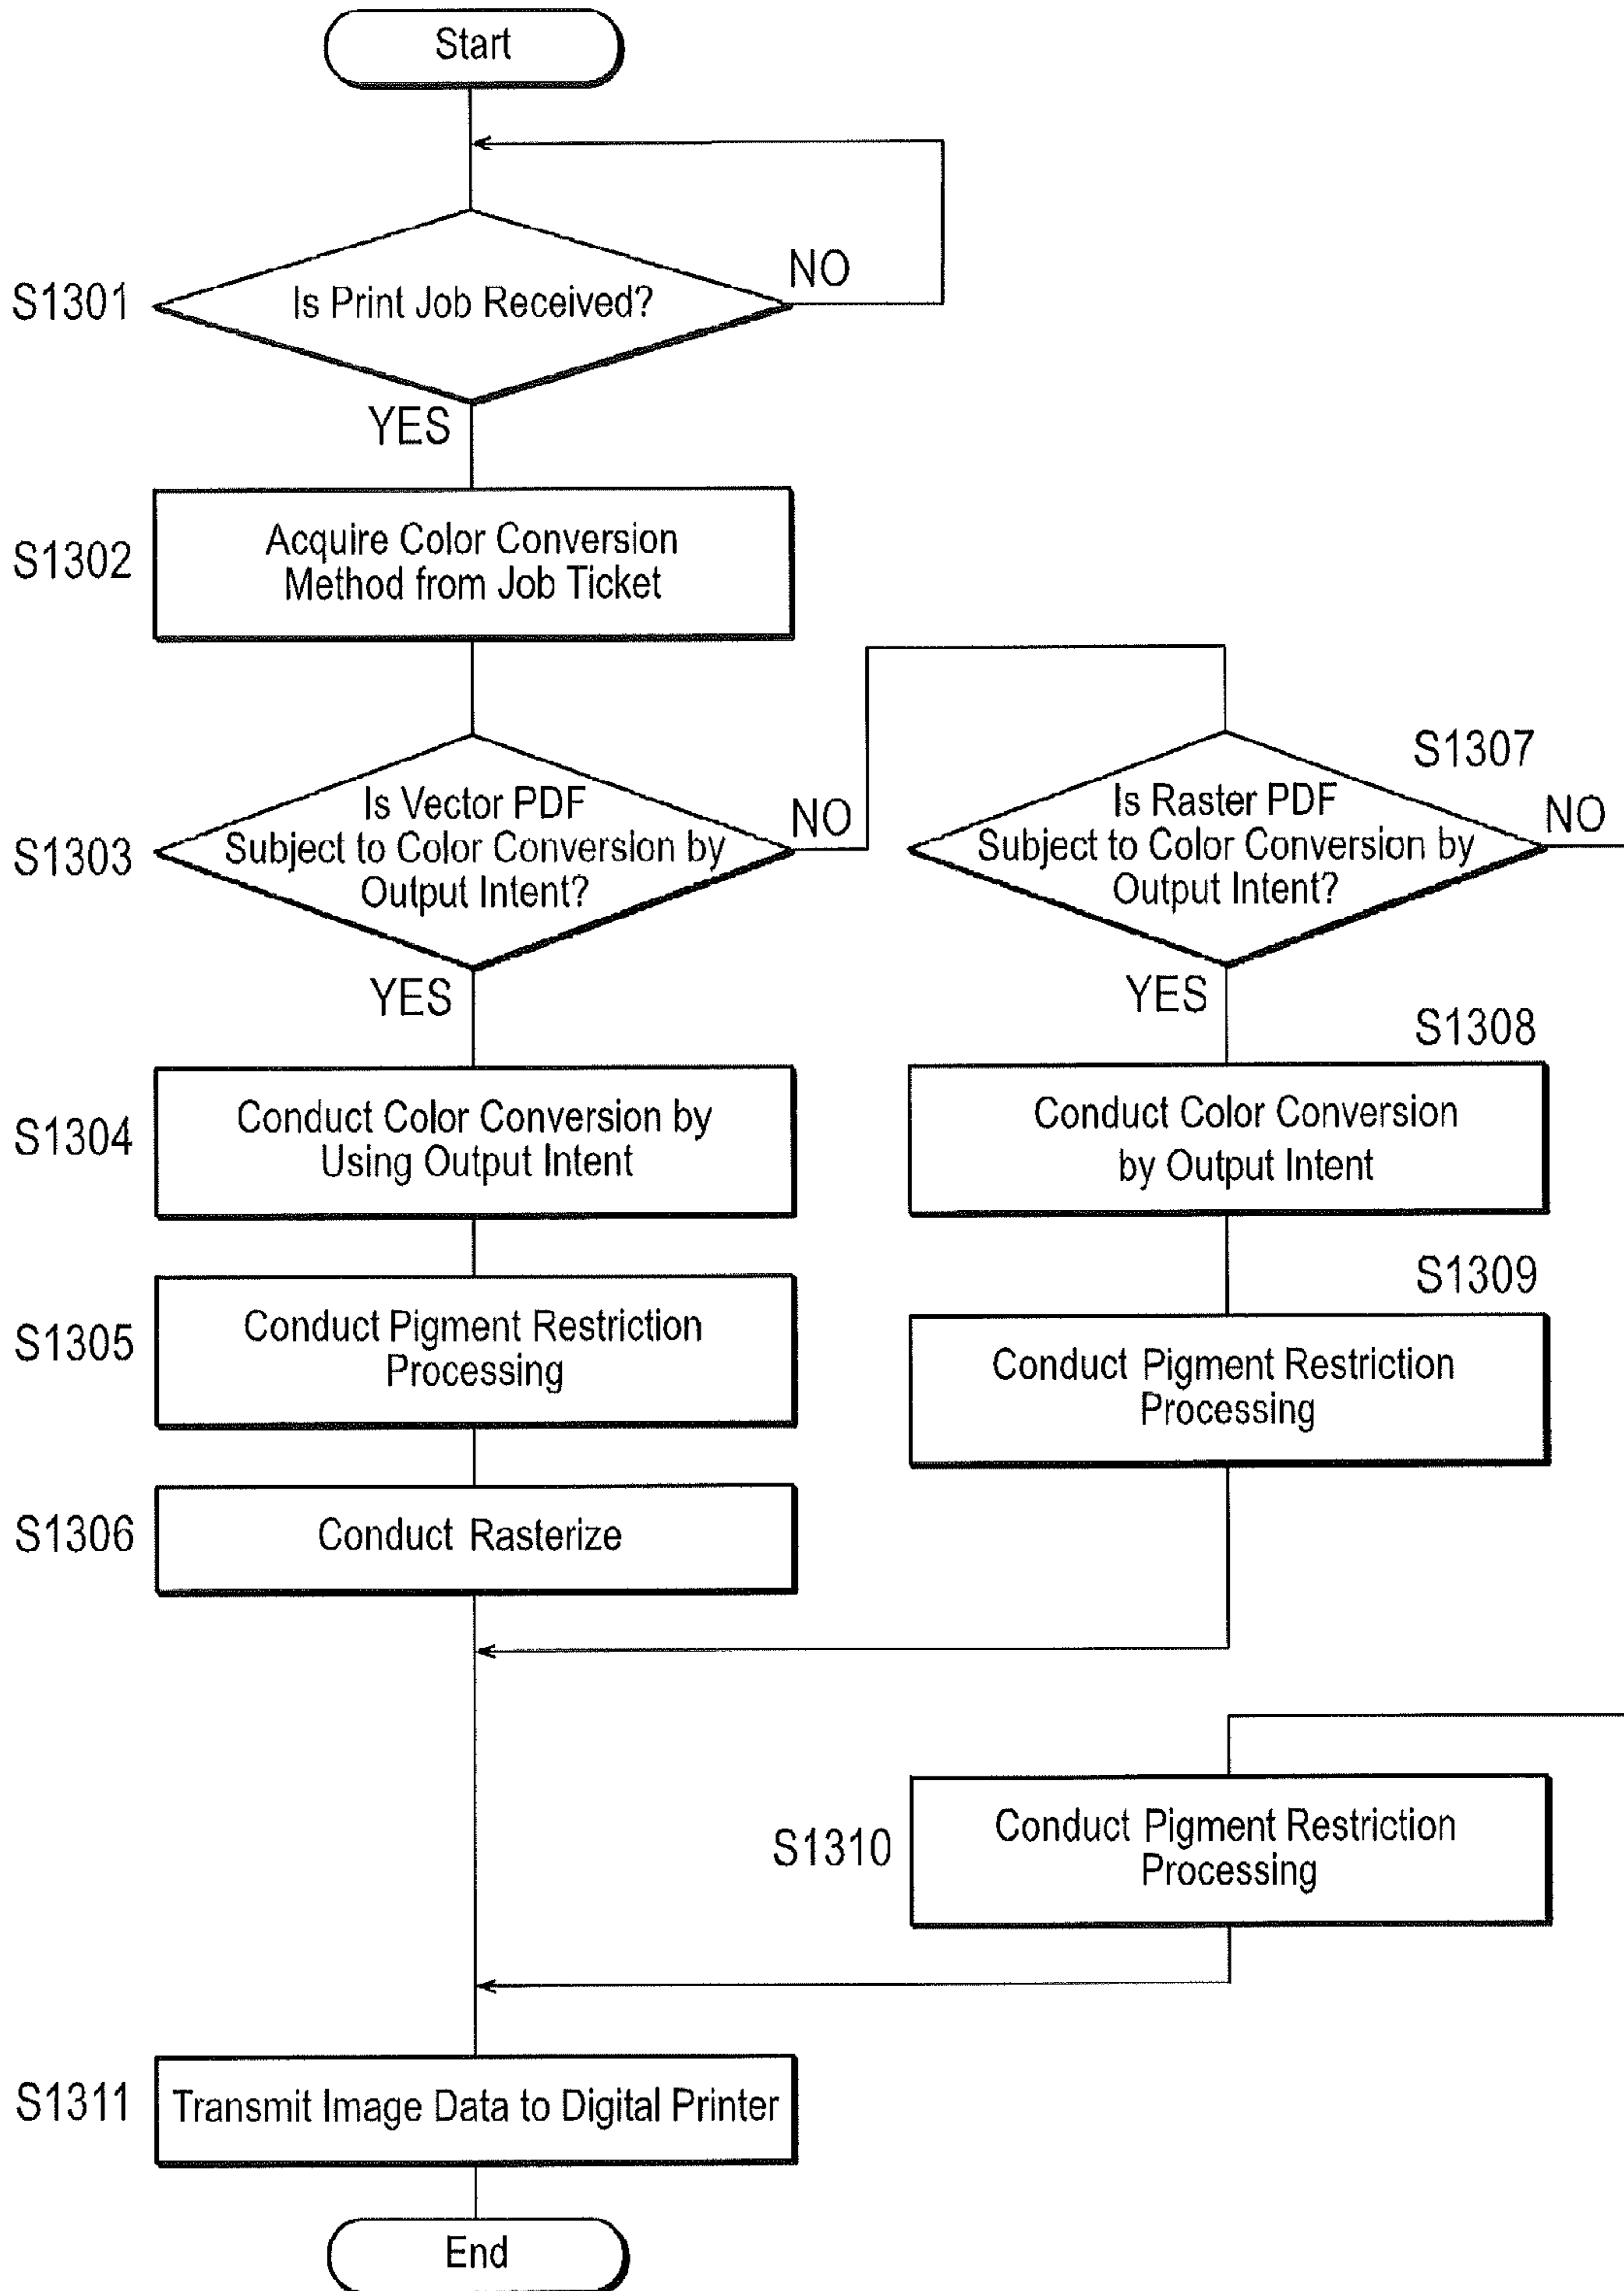 Start
S1301
Is Print Job Received?
NO
YES
S1302
Acquire Color Conversion
Method from Job Ticket
S1303
Is Vector PDF
Subject to Color Conversion by
Output Intent?
NO
YES
S1307
Is Raster PDF
Subject to Color Conversion by
Output Intent?
NO
YES
S1304
Conduct Color Conversion by
Using Output Intent
S1308
Conduct Color Conversion
by Output Intent
S1305
Conduct Pigment Restriction
Processing
S1309
Conduct Pigment Restriction
Processing
S1306
Conduct Rasterize
S1310
Conduct Pigment Restriction
Processing
S1311
Transmit Image Data to Digital Printer
End